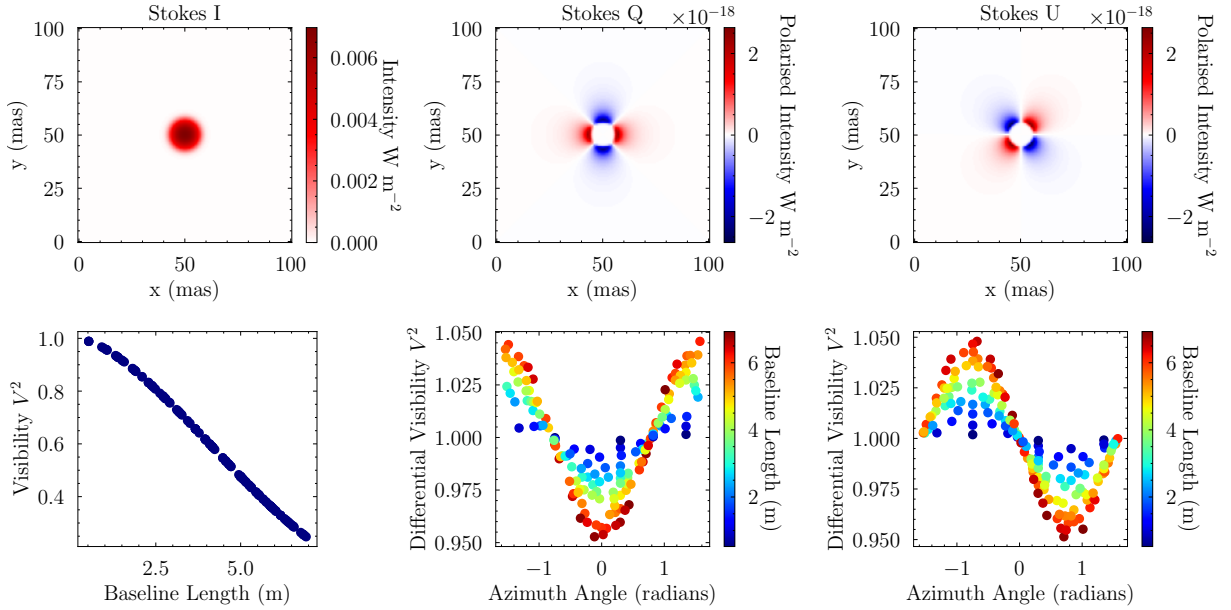 Stokes I
100
50
0
y (mas)
0
50
100
x (mas)
0.006
0.004
0.002
0.000
Intensity W m⁻²
Stokes Q
×10⁻¹⁸
100
50
0
y (mas)
0
50
100
x (mas)
2
0
−2
Polarised Intensity W m⁻²
Stokes U
×10⁻¹⁸
100
50
0
y (mas)
0
50
100
x (mas)
2
0
−2
Polarised Intensity W m⁻²
1.0
0.8
0.6
0.4
Visibility V²
2.5
5.0
Baseline Length (m)
1.050
1.025
1.000
0.975
0.950
Differential Visibility V²
−1
0
1
Azimuth Angle (radians)
6
4
2
Baseline Length (m)
1.050
1.025
1.000
0.975
0.950
Differential Visibility V²
−1
0
1
Azimuth Angle (radians)
6
4
2
Baseline Length (m)